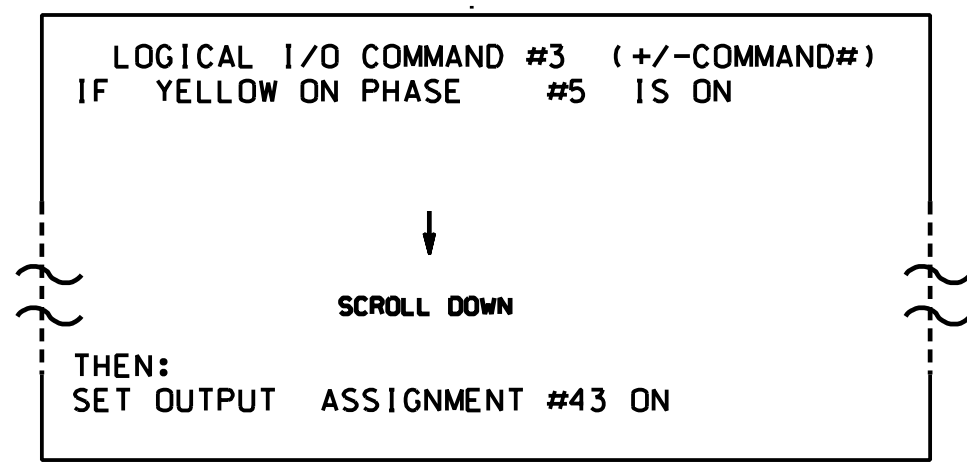 LOGICAL I/O COMMAND #3 (+/-COMMAND#)
IF YELLOW ON PHASE #5 IS ON
SCROLL DOWN
THEN:
SET OUTPUT ASSIGNMENT #43 ON